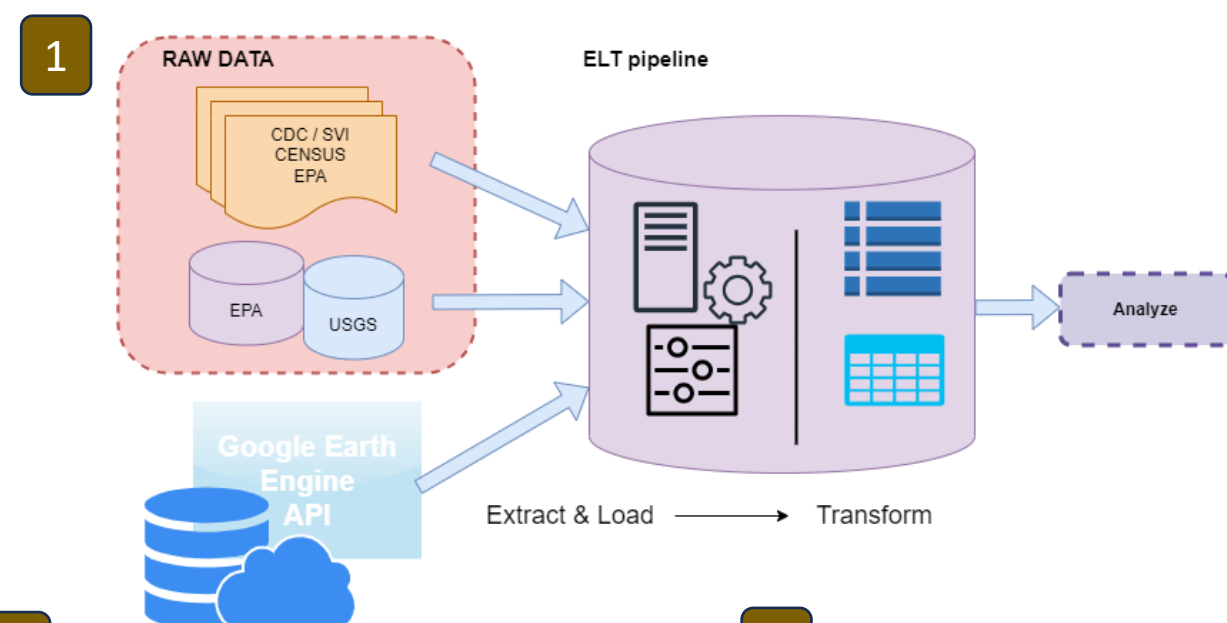 1
RAW DATA
ELT pipeline
CDC / SVI
CENSUS
EPA
EPA
USGS
Analyze
Google Earth
Engine
API
Extract & Load
Transform